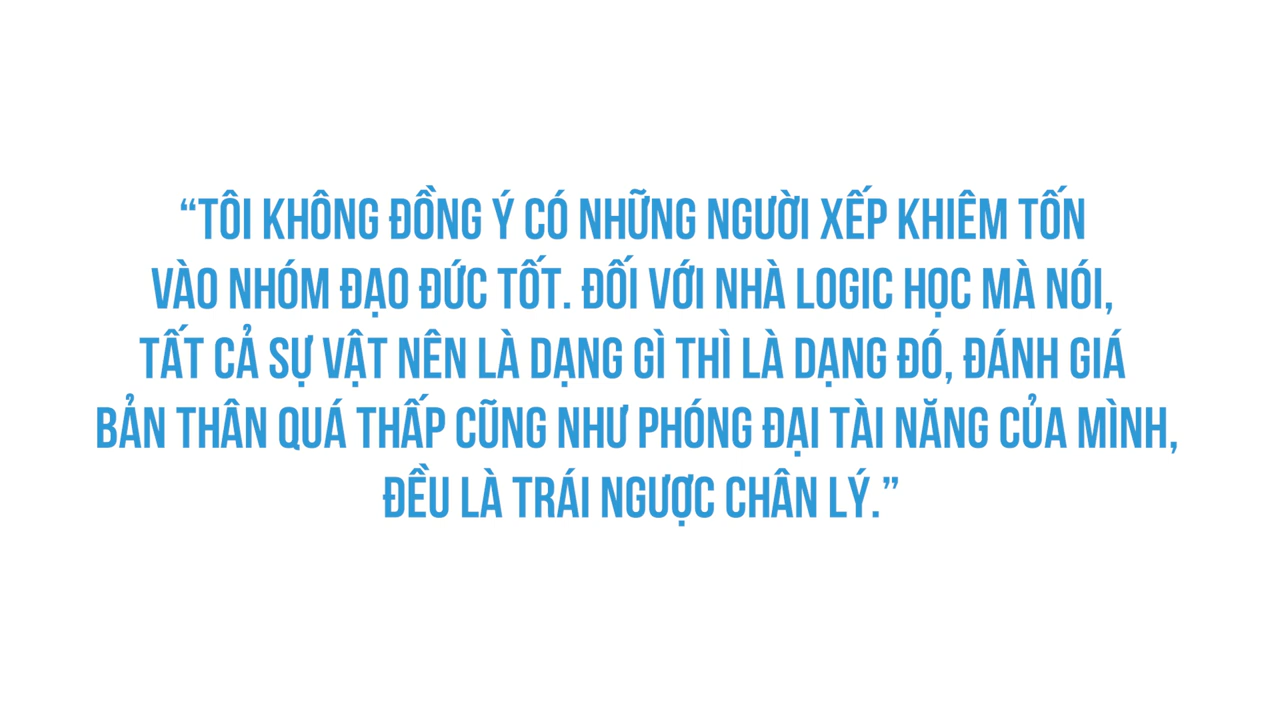 “TÔI KHÔNG ĐỒNG Ý CÓ NHỮNG NGƯỜI XẾP KHIÊM TỐN
VÀO NHÓM ĐẠO ĐỨC TỐT. ĐỐI VỚI NHÀ LOGIC HỌC MÀ NÓI,
TẤT CẢ SỰ VẬT NÊN LÀ DẠNG GÌ THÌ LÀ DẠNG ĐÓ, ĐÁNH GIÁ
BẢN THÂN QUÁ THẤP CŨNG NHƯ PHÓNG ĐẠI TÀI NĂNG CỦA MÌNH,
ĐỀU LÀ TRÁI NGƯỢC CHÂN LÝ.”